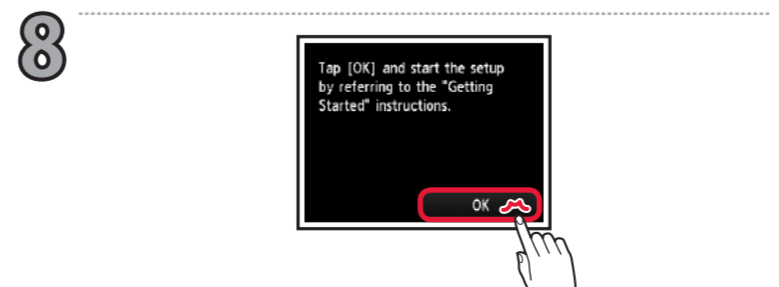 8
Tap [OK] and start the setup
by referring to the "Getting
Started" instructions.
OK